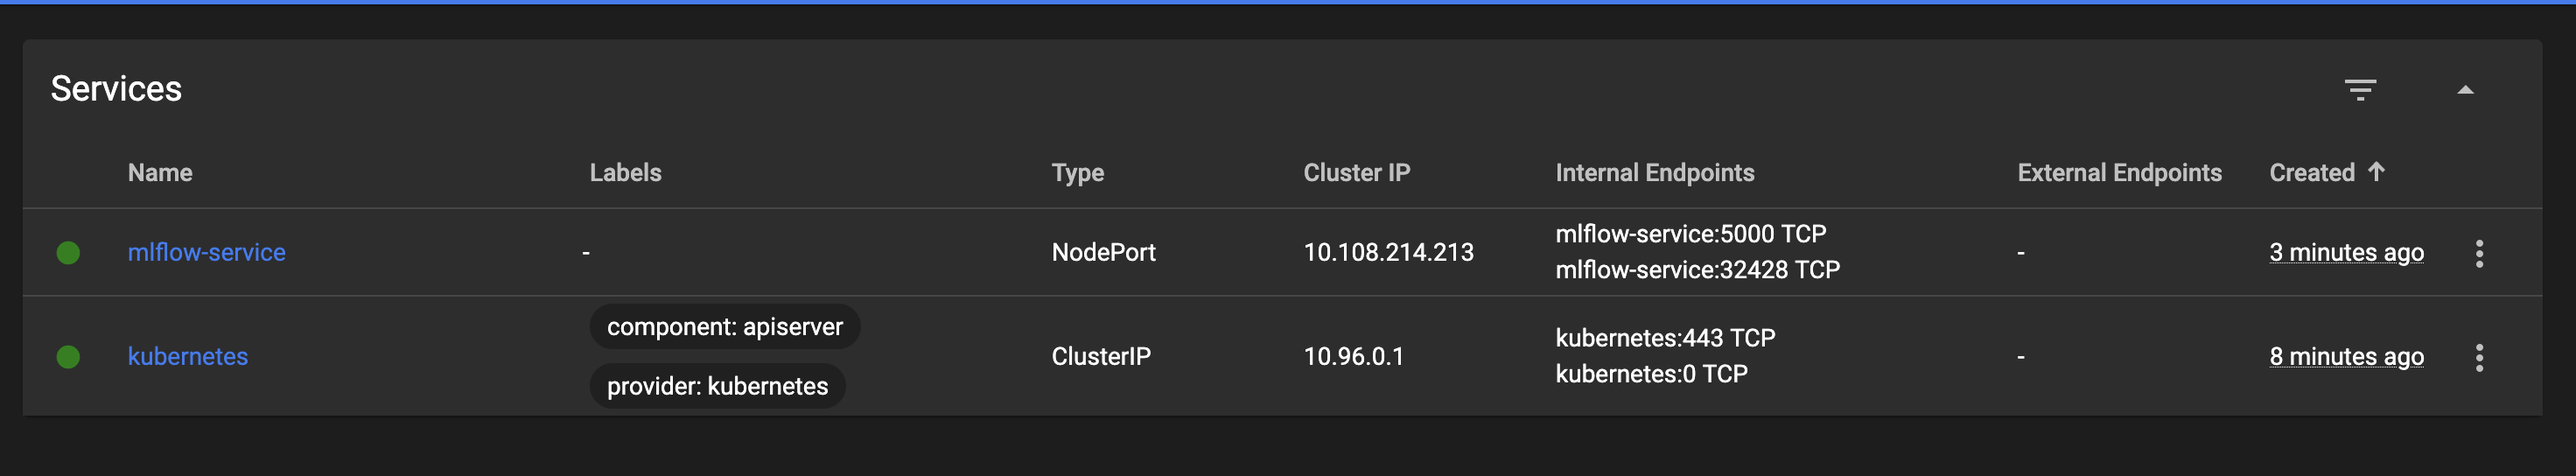 Services
Name Labels Type Cluster IP Internal Endpoints External Endpoints Created ↑
mlflow-service - NodePort 10.108.214.213 mlflow-service:5000 TCP - 3 minutes ago
mlflow-service:32428 TCP
kubernetes component: apiserver ClusterIP 10.96.0.1 kubernetes:443 TCP - 8 minutes ago
provider: kubernetes kubernetes:0 TCP